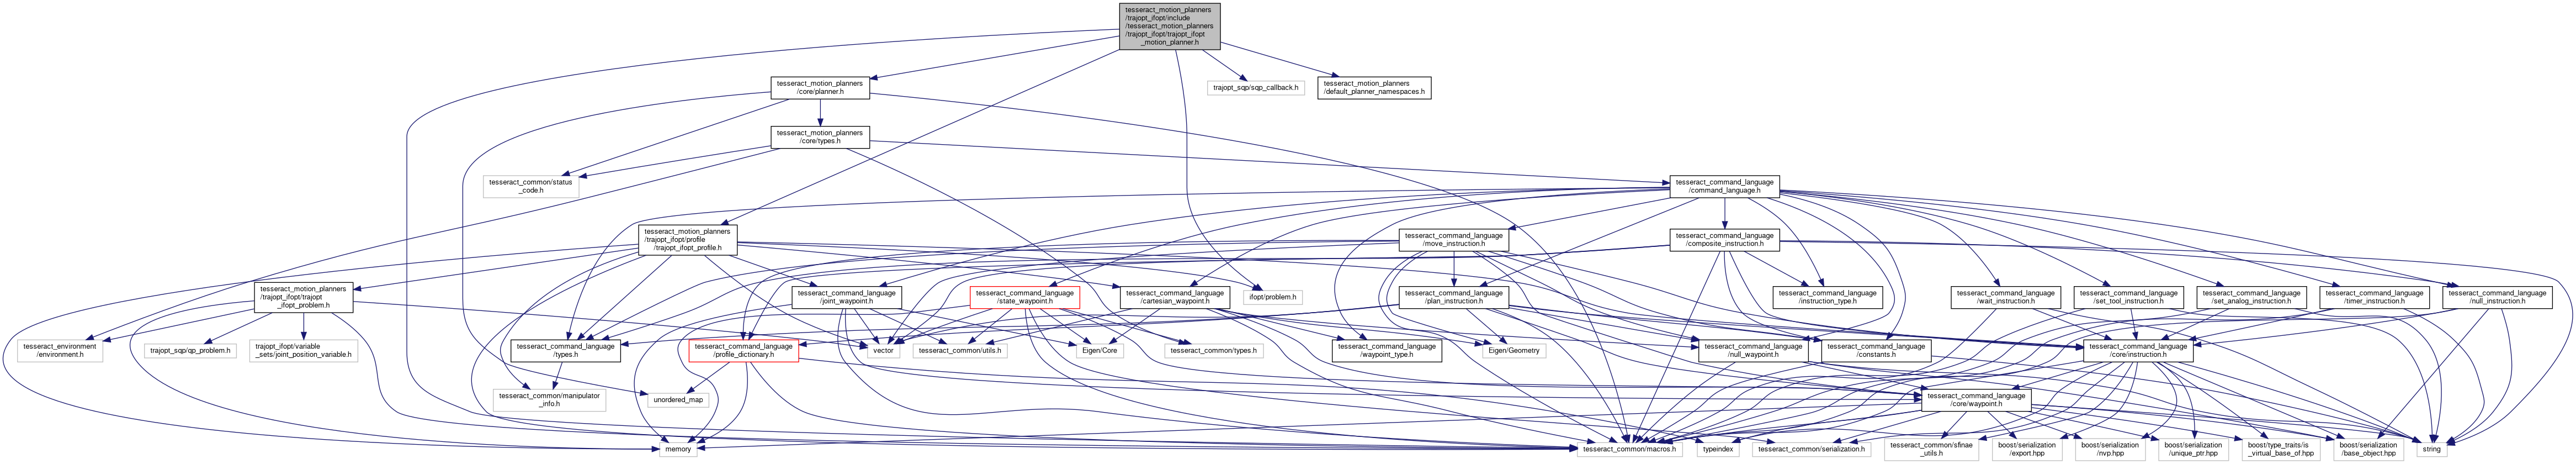 tesseract_motion_planners
/trajopt_ifopt/include
/tesseract_motion_planners
/trajopt_ifopt/trajopt_ifopt
_motion_planner.h
tesseract_motion_planners
/core/planner.h
trajopt_sqp/sqp_callback.h
tesseract_motion_planners
/default_planner_namespaces.h
tesseract_motion_planners
/core/types.h
tesseract_common/status
_code.h
tesseract_command_language
/command_language.h
tesseract_motion_planners
/trajopt_ifopt/profile
/trajopt_ifopt_profile.h
tesseract_command_language
/move_instruction.h
tesseract_command_language
/composite_instruction.h
tesseract_motion_planners
/trajopt_ifopt/trajopt
_ifopt_problem.h
tesseract_command_language
/joint_waypoint.h
tesseract_command_language
/state_waypoint.h
tesseract_command_language
/cartesian_waypoint.h
ifopt/problem.h
tesseract_command_language
/plan_instruction.h
tesseract_command_language
/instruction_type.h
tesseract_command_language
/wait_instruction.h
tesseract_command_language
/set_tool_instruction.h
tesseract_command_language
/set_analog_instruction.h
tesseract_command_language
/timer_instruction.h
tesseract_command_language
/null_instruction.h
tesseract_environment
/environment.h
trajopt_sqp/qp_problem.h
trajopt_ifopt/variable
_sets/joint_position_variable.h
tesseract_command_language
/types.h
tesseract_command_language
/profile_dictionary.h
vector
tesseract_common/utils.h
Eigen/Core
tesseract_common/types.h
tesseract_command_language
/waypoint_type.h
Eigen/Geometry
tesseract_command_language
/null_waypoint.h
tesseract_command_language
/constants.h
tesseract_command_language
/core/instruction.h
tesseract_common/manipulator
_info.h
unordered_map
tesseract_command_language
/core/waypoint.h
memory
tesseract_common/macros.h
typeindex
tesseract_common/serialization.h
tesseract_common/sfinae
_utils.h
boost/serialization
/export.hpp
boost/serialization
/nvp.hpp
boost/serialization
/unique_ptr.hpp
boost/type_traits/is
_virtual_base_of.hpp
boost/serialization
/base_object.hpp
string